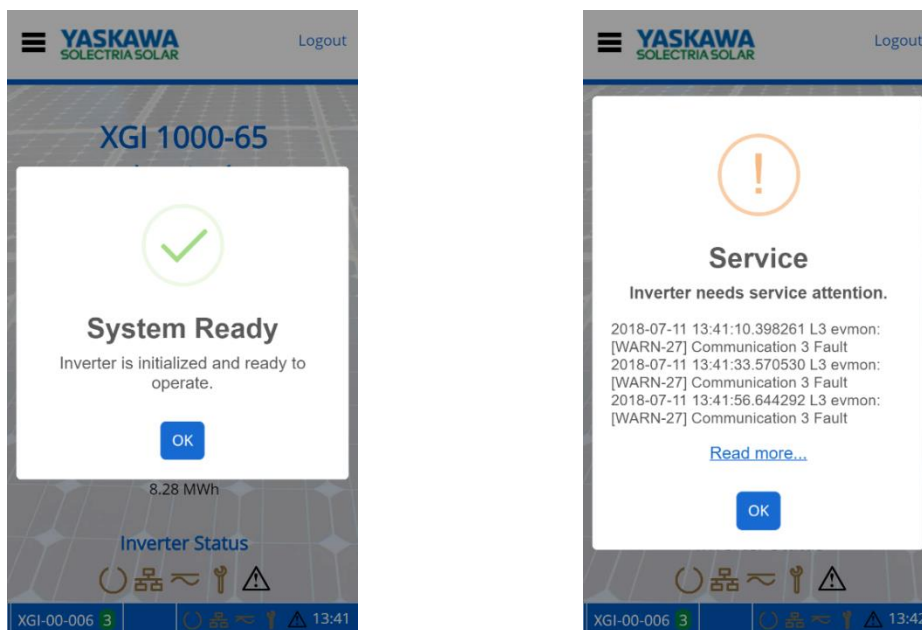 YASKAWA
SOLECTRIA SOLAR
Logout
XGI 1000-65
System Ready
Inverter is initialized and ready to
operate.
OK
8.28 MWh
Inverter Status
XGI-00-006 3
13:41
YASKAWA
SOLECTRIA SOLAR
Logout
Service
Inverter needs service attention.
2018-07-11 13:41:10.398261 L3 evmon:
[WARN-27] Communication 3 Fault
2018-07-11 13:41:33.570530 L3 evmon:
[WARN-27] Communication 3 Fault
2018-07-11 13:41:56.644292 L3 evmon:
[WARN-27] Communication 3 Fault
Read more...
OK
XGI-00-006 3